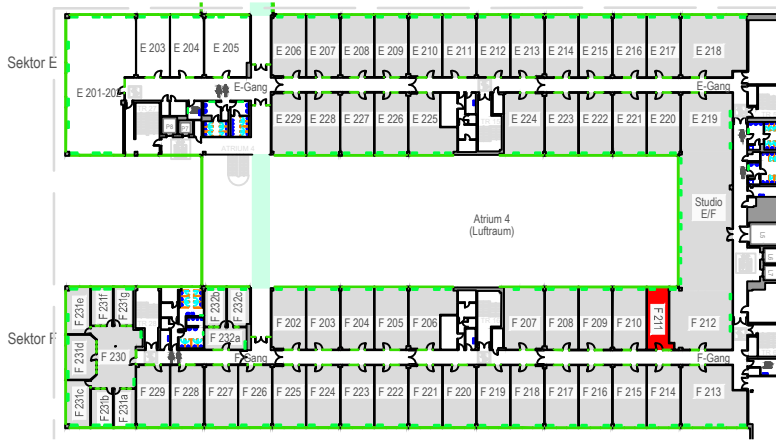 E 203
E 204
E 205
E 206
E 207
E 208
E 209
E 210
E 211
E 212
E 213
E 214
E 215
E 216
E 217
E 218
Sektor E
E 201-202
E-Gang
E-Gang
E 229
E 228
E 227
E 226
E 225
E 224
E 223
E 222
E 221
E 220
E 219
ATRIUM 4
Studio
E/F
Atrium 4
(Luftraum)
F 231e
F 231f
F 231g
F 232b
F 232c
F 202
F 203
F 204
F 205
F 206
F 207
F 208
F 209
F 210
F 211
F 212
Sektor F
F 231d
F 230
F 232a
F-Gang
F-Gang
F 231c
F 231b
F 231a
F 229
F 228
F 227
F 226
F 225
F 224
F 223
F 222
F 221
F 220
F 219
F 218
F 217
F 216
F 215
F 214
F 213